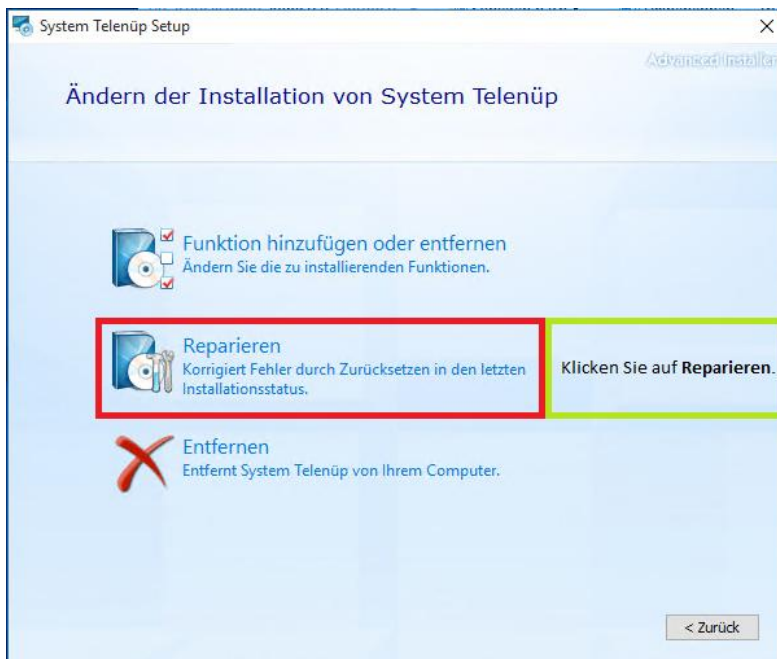 System Telenüp Setup
Advanced Installer
Ändern der Installation von System Telenüp
Funktion hinzufügen oder entfernen
Ändern Sie die zu installierenden Funktionen.
Reparieren
Korrigiert Fehler durch Zurücksetzen in den letzten
Installationsstatus.
Klicken Sie auf Reparieren.
Entfernen
Entfernt System Telenüp von Ihrem Computer.
< Zurück